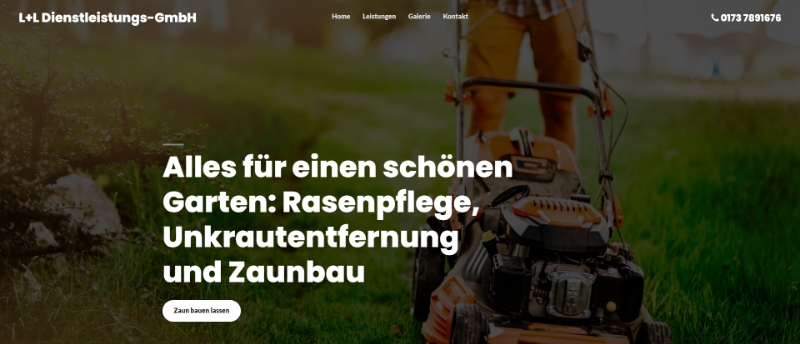 L+L Dienstleistungs-GmbH
Home Leistungen Galerie Kontakt
0173 7891676
Alles für einen schönen
Garten: Rasenpflege,
Unkrautentfernung
und Zaunbau
Zaun bauen lassen